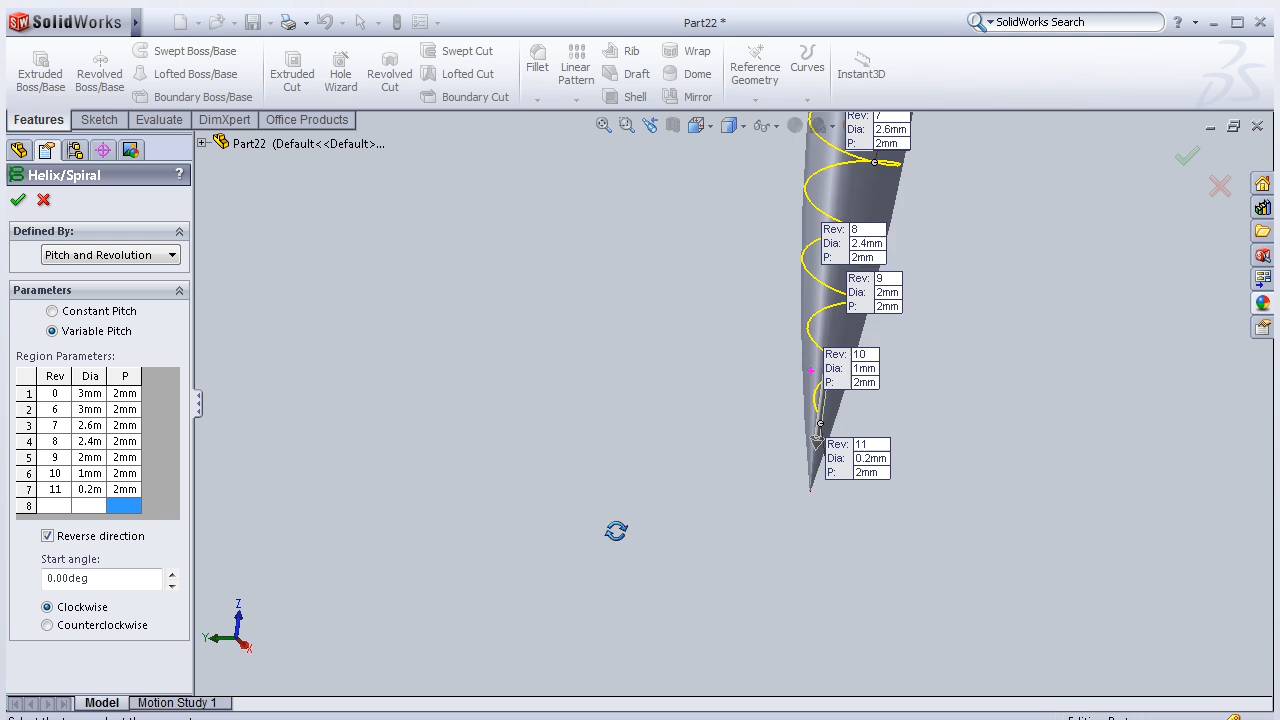 SolidWorks
Part22 *
SolidWorks Search
?
Extruded Boss/Base
Revolved Boss/Base
Swept Boss/Base
Lofted Boss/Base
Boundary Boss/Base
Extruded Cut
Hole Wizard
Revolved Cut
Swept Cut
Lofted Cut
Boundary Cut
Fillet
Linear Pattern
Rib
Draft
Shell
Wrap
Dome
Mirror
Reference Geometry
Curves
Instant3D
Features
Sketch
Evaluate
DimXpert
Office Products
Part22 (Default<<Default>...
Helix/Spiral
?
Defined By:
Pitch and Revolution
Parameters
Constant Pitch
Variable Pitch
Region Parameters:
Rev Dia P
1 0 3mm 2mm
2 6 3mm 2mm
3 7 2.6m 2mm
4 8 2.4m 2mm
5 9 2mm 2mm
6 10 1mm 2mm
7 11 0.2m 2mm
8
Reverse direction
Start angle:
0.00deg
Clockwise
Counterclockwise
Dia: 2.6mm
P: 2mm
Rev: 8
Dia: 2.4mm
P: 2mm
Rev: 9
Dia: 2mm
P: 2mm
Rev: 10
Dia: 1mm
P: 2mm
Rev: 11
Dia: 0.2mm
P: 2mm
Z
Y
X
Model
Motion Study 1